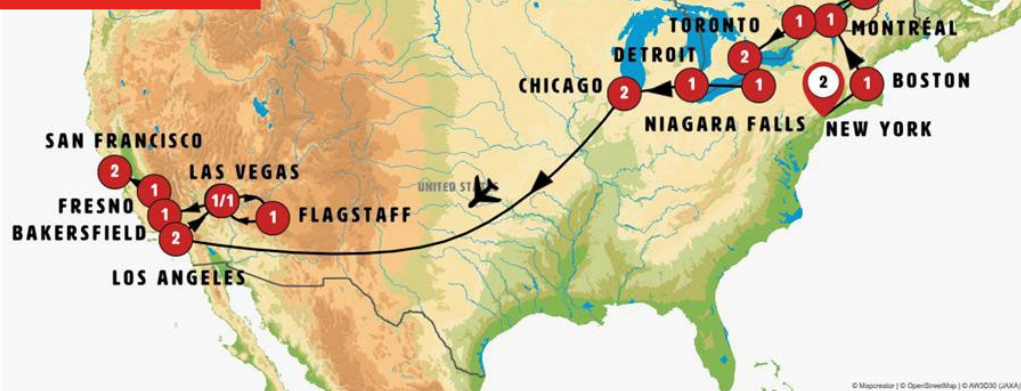 1
1
1
TORONTO
MONTRÉAL
DETROIT
2
CHICAGO
2
1
1
2
1
BOSTON
NIAGARA FALLS
NEW YORK
SAN FRANCISCO
2
1
LAS VEGAS
UNITED STAT
FRESNO
1
1/1
1
FLAGSTAFF
BAKERSFIELD
2
LOS ANGELES
© Mapcreator | © OpenStreetMap | © AW3D30 (JAXA)